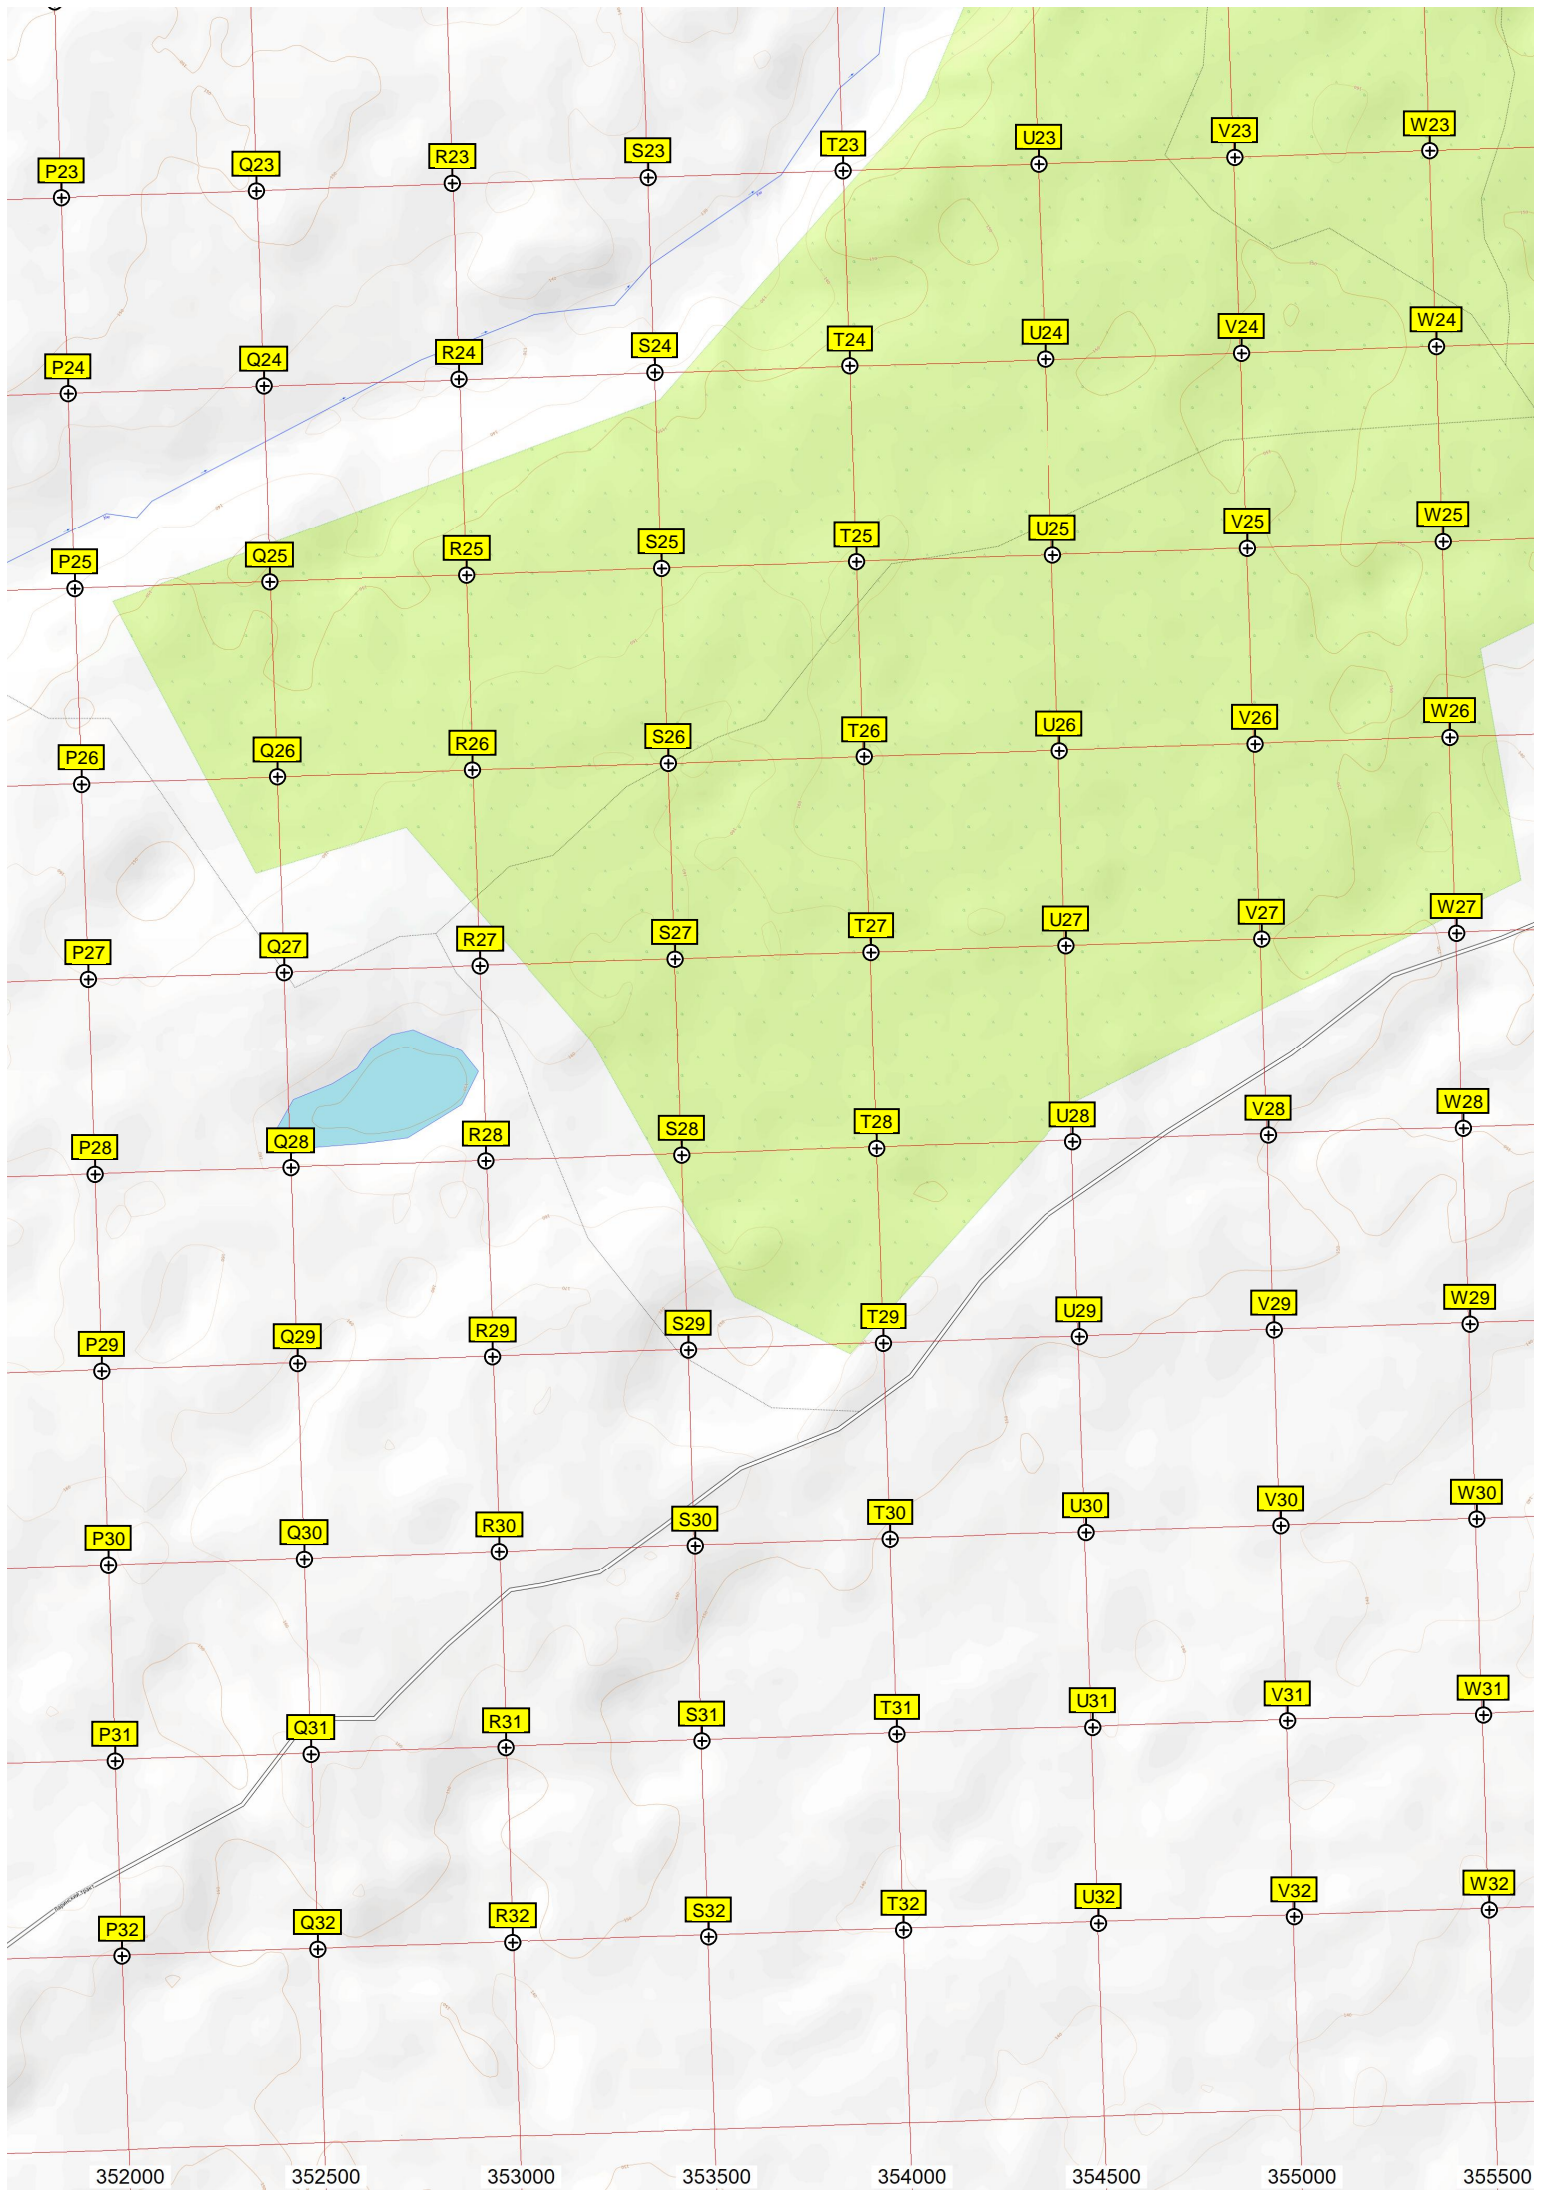 P23 Q23 R23 S23 T23 U23 V23 W23
P24 Q24 R24 S24 T24 U24 V24 W24
P25 Q25 R25 S25 T25 U25 V25 W25
P26 Q26 R26 S26 T26 U26 V26 W26
P27 Q27 R27 S27 T27 U27 V27 W27
P28 Q28 R28 S28 T28 U28 V28 W28
P29 Q29 R29 S29 T29 U29 V29 W29
P30 Q30 R30 S30 T30 U30 V30 W30
P31 Q31 R31 S31 T31 U31 V31 W31
P32 Q32 R32 S32 T32 U32 V32 W32
352000 352500 353000 353500 354000 354500 355000 355500